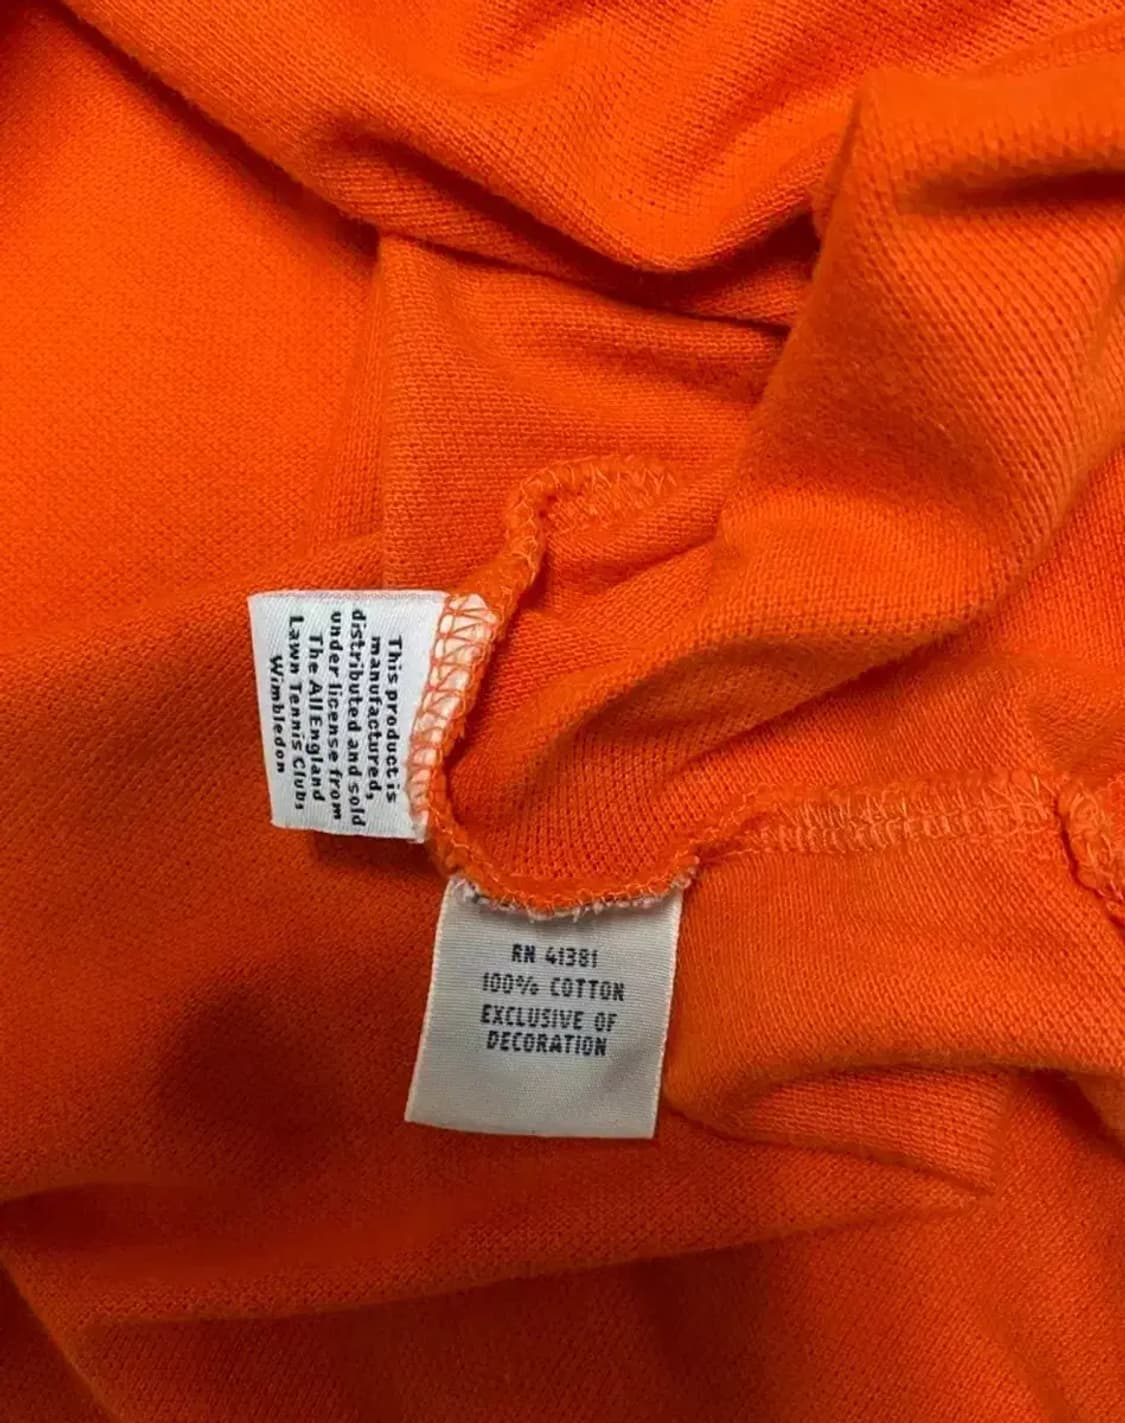 This product is
manufactured,
distributed and sold
under license from
The All England
Lawn Tennis Club,
Wimbledon
RN 41381
100% COTTON
EXCLUSIVE OF
DECORATION